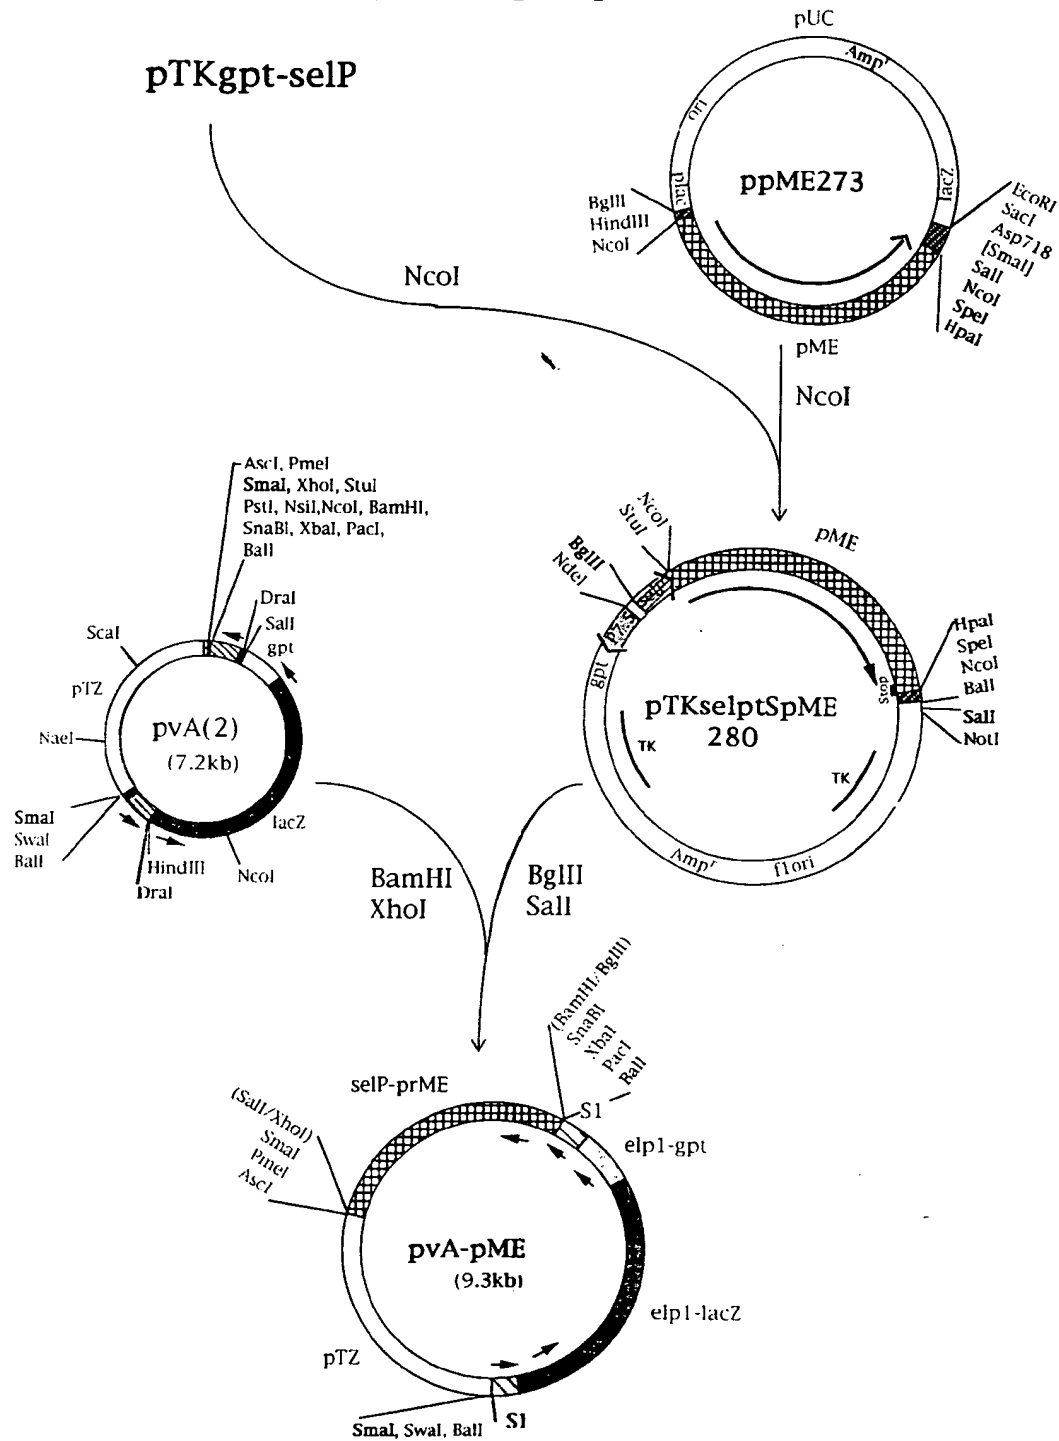 pTKgpt-selP
pUC
Amp^r
ori
plac
lacZ
ppME273
BglII
HindIII
NcoI
EcoRI
SacI
Asp718
[SmaI]
SalI
NcoI
SpeI
HpaI
pME
NcoI
NcoI
AscI, PmeI
SmaI, XhoI, StuI
PstI, NsiI,NcoI, BamHI,
SnaBI, XbaI, PacI,
BalI
DraI
SalI
gpt
ScaI
pTZ
NaeI
pvA(2)
(7.2kb)
SmaI
SwaI
BalI
HindIII
DraI
NcoI
lacZ
NcoI
StuI
BglII
NdeI
pME
P7.5
gpt
HpaI
SpeI
NcoI
BalI
SalI
NotI
Stop
pTKselptSpME
280
TK
TK
Amp^r
f1ori
BamHI
XhoI
BglII
SalI
(BamHI/BglII)
SnaBI
XbaI
PacI
BalI
S1
selP-prME
(SalI/XhoI)
SmaI
PmeI
AscI
elp1-gpt
pvA-pME
(9.3kb)
elp1-lacZ
pTZ
SmaI, SwaI, BalI
S1